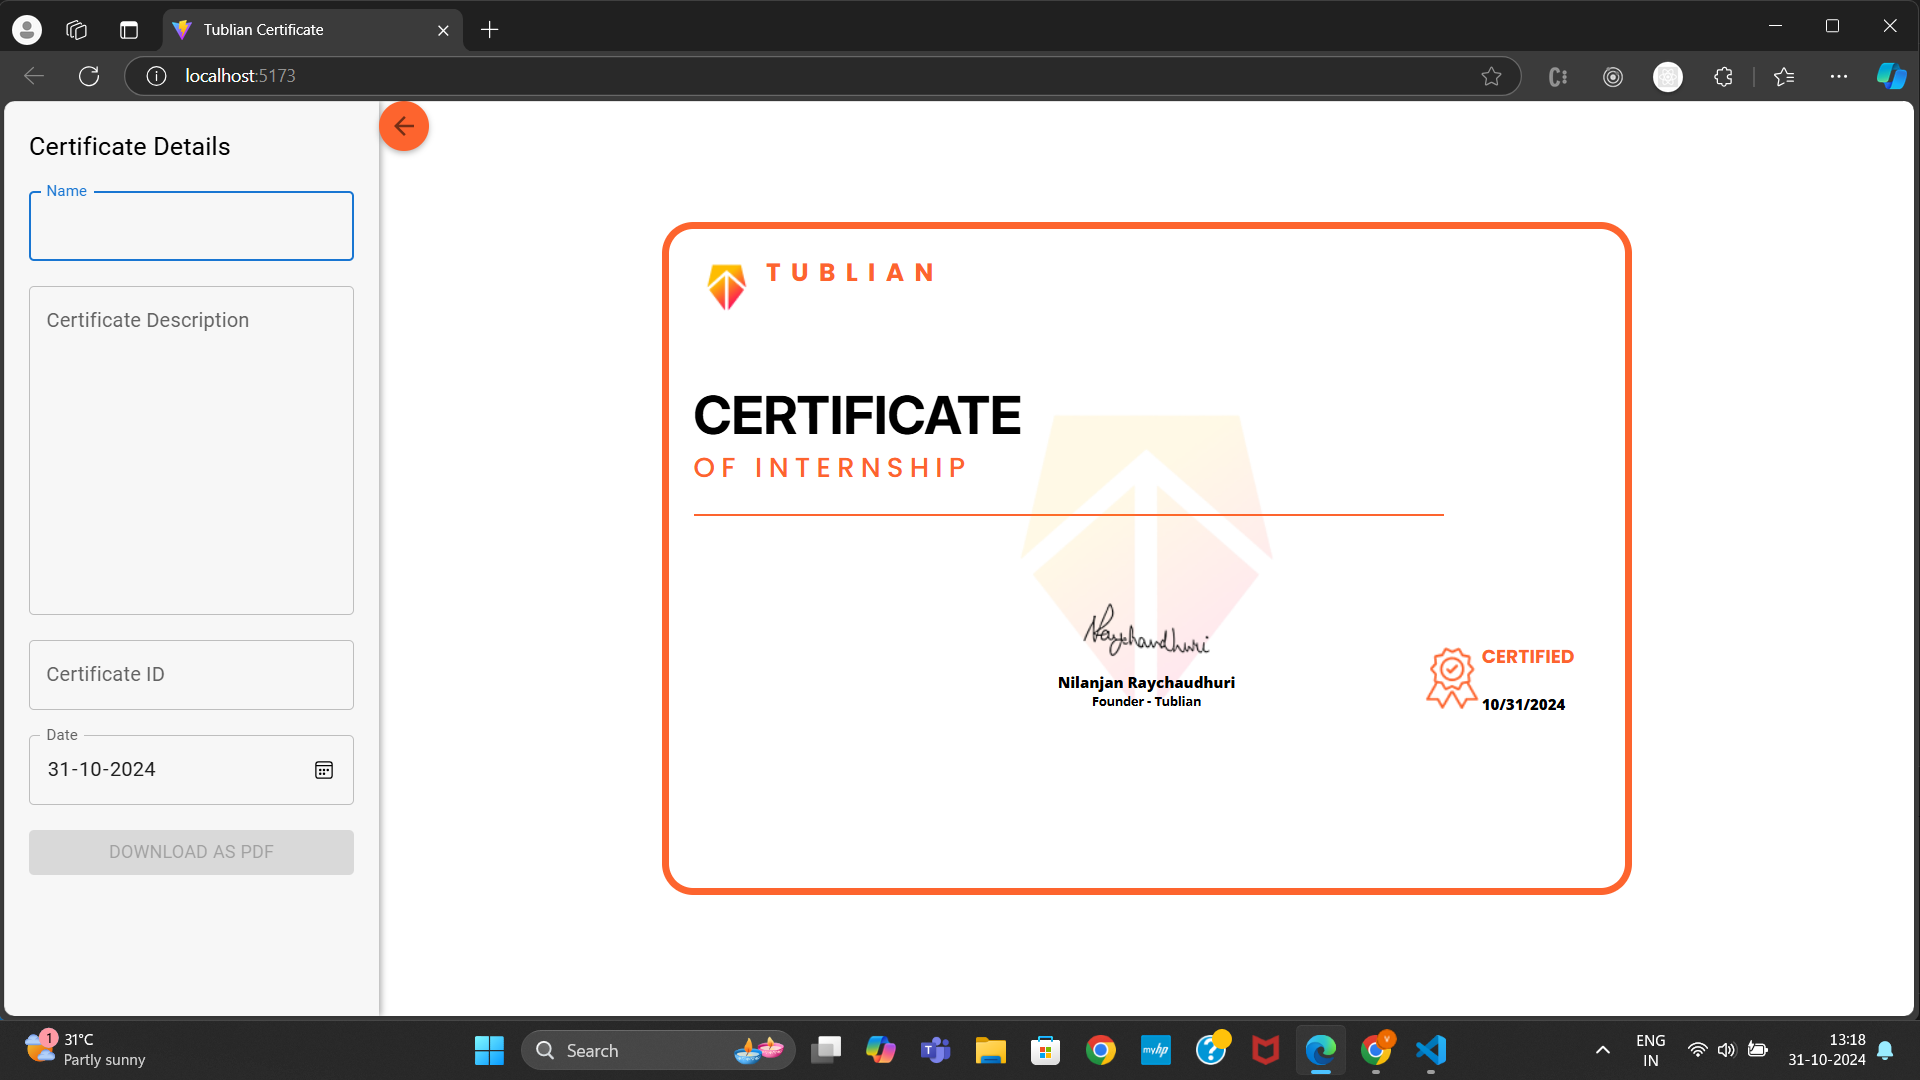 Tublian Certificate
localhost:5173
Certificate Details
Name
Certificate Description
Certificate ID
Date
31-10-2024
DOWNLOAD AS PDF
TUBLIAN
CERTIFICATE
OF INTERNSHIP
Raychaudhuri
Nilanjan Raychaudhuri
Founder - Tublian
CERTIFIED
10/31/2024
1
31°C
Partly sunny
Search
T
myhp
?
V
ENG
IN
13:18
31-10-2024